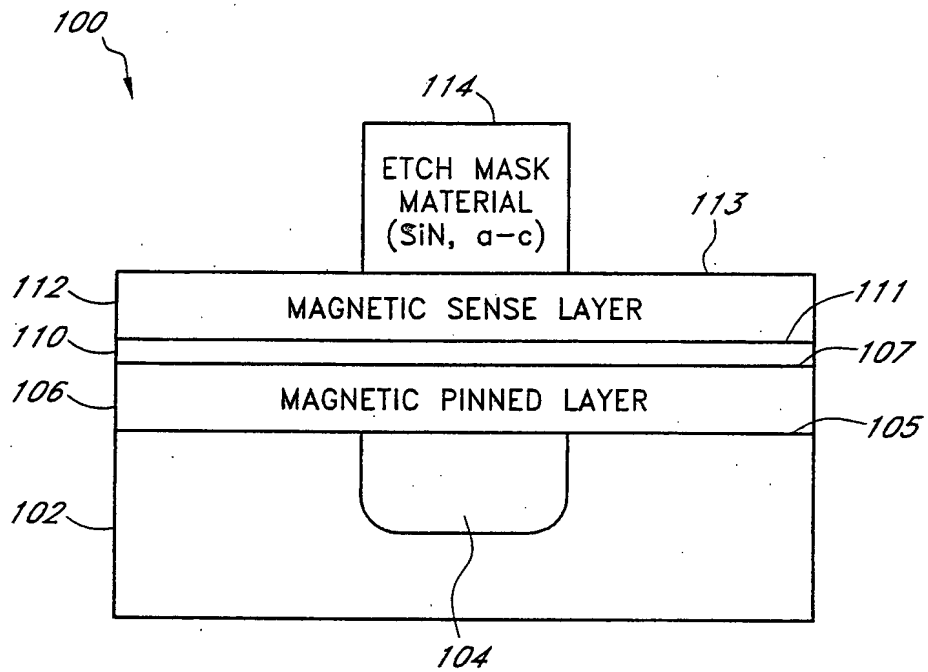 100
114
ETCH MASK
MATERIAL
(SiN, a-c)
113
112
MAGNETIC SENSE LAYER
111
110
107
106
MAGNETIC PINNED LAYER
105
102
104